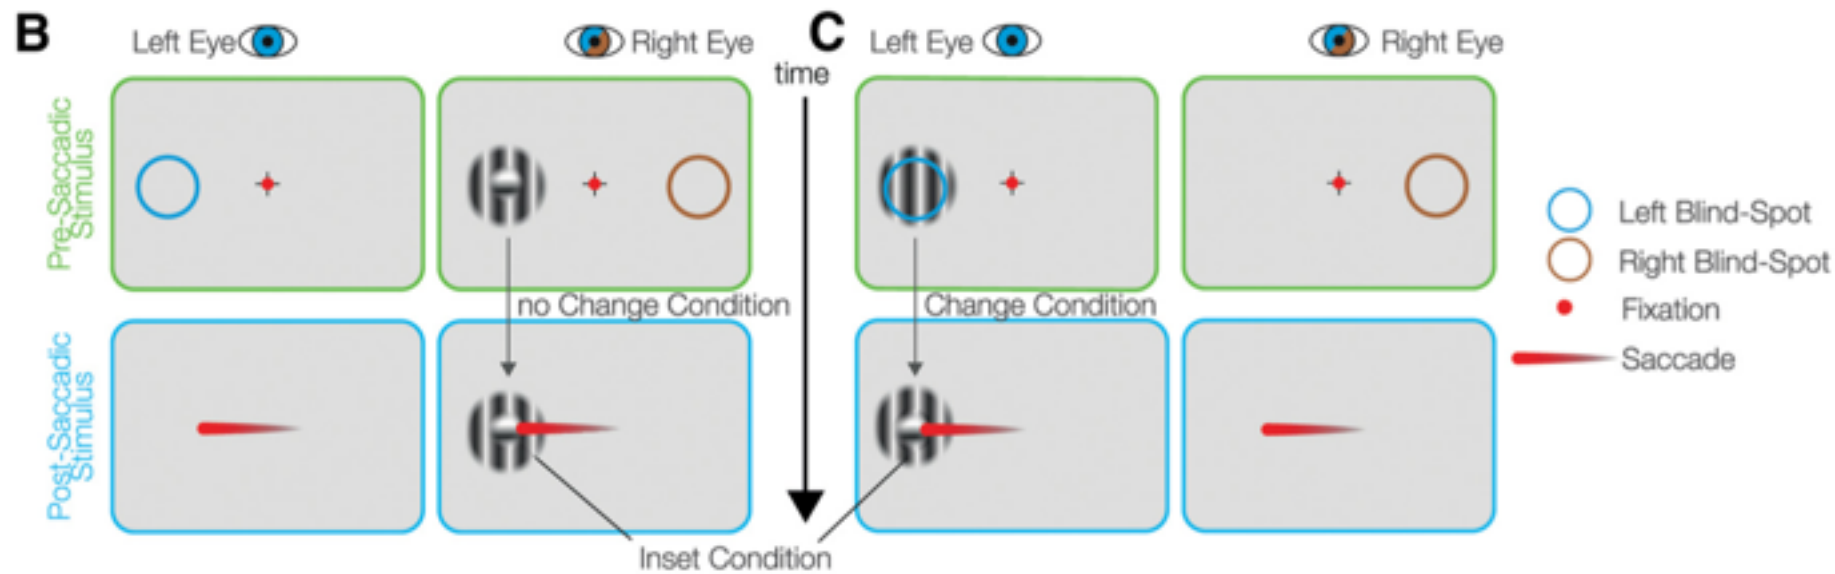 B
Left Eye
Right Eye
C
Left Eye
Right Eye
time
Pre-Saccadic
Stimulus
no Change Condition
Change Condition
Left Blind-Spot
Right Blind-Spot
Fixation
Saccade
Post-Saccadic
Stimulus
Inset Condition